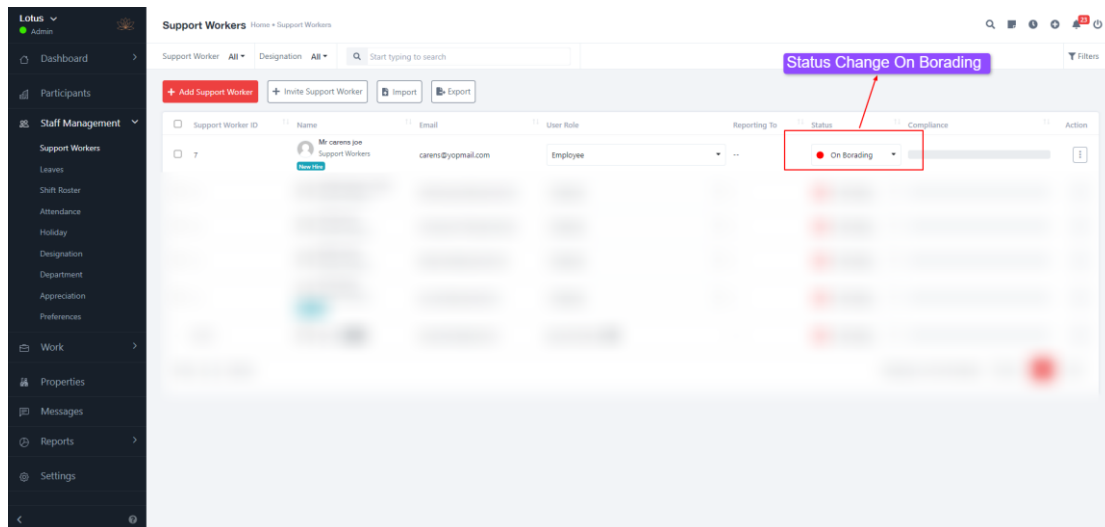 Lotus
Admin
Support Workers Home • Support Workers
23
Dashboard
Participants
Staff Management
Support Workers
Leaves
Shift Roster
Attendance
Holiday
Designation
Department
Appreciation
Preferences
Work
Properties
Messages
Reports
Settings
Support Worker All Designation All Start typing to search
Filters
Status Change On Borading
+ Add Support Worker + Invite Support Worker Import Export
Support Worker ID Name Email User Role Reporting To Status Compliance Action
7 Mr carens joe
Support Workers
New Hire
carens@yopmail.com Employee -- On Borading